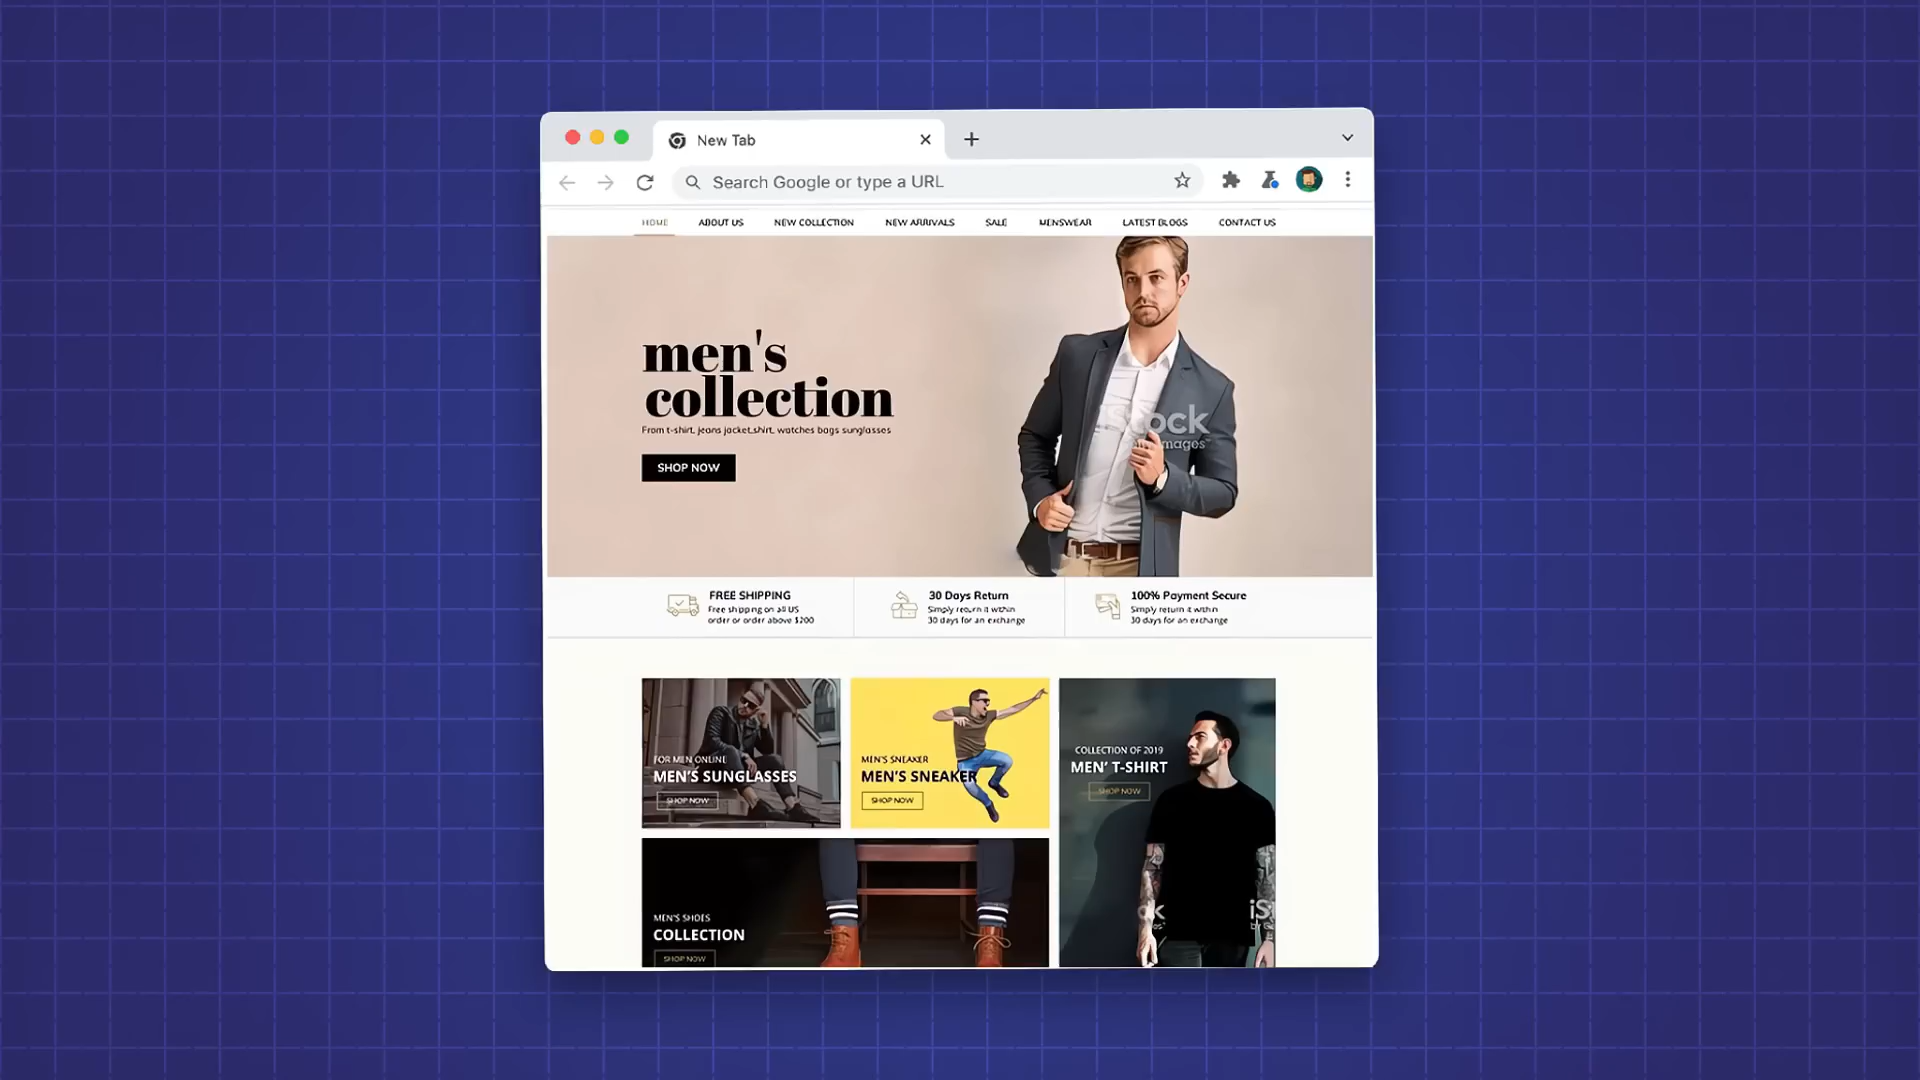 New Tab
Search Google or type a URL
HOME ABOUT US NEW COLLECTION NEW ARRIVALS SALE MENSWEAR LATEST BLOGS CONTACT US
men's
collection
From t-shirt, jeans jacket,shirt, watches bags sunglasses
SHOP NOW
iStock
images
FREE SHIPPING
Free shipping on all US
order or order above $200
30 Days Return
Simply return it within
30 days for an exchange
100% Payment Secure
Simply return it within
30 days for an exchange
FOR MEN ONLINE
MEN'S SUNGLASSES
SHOP NOW
MEN'S SNEAKER
MEN'S SNEAKER
SHOP NOW
COLLECTION OF 2019
MEN' T-SHIRT
SHOP NOW
MEN'S SHOES
COLLECTION
SHOP NOW